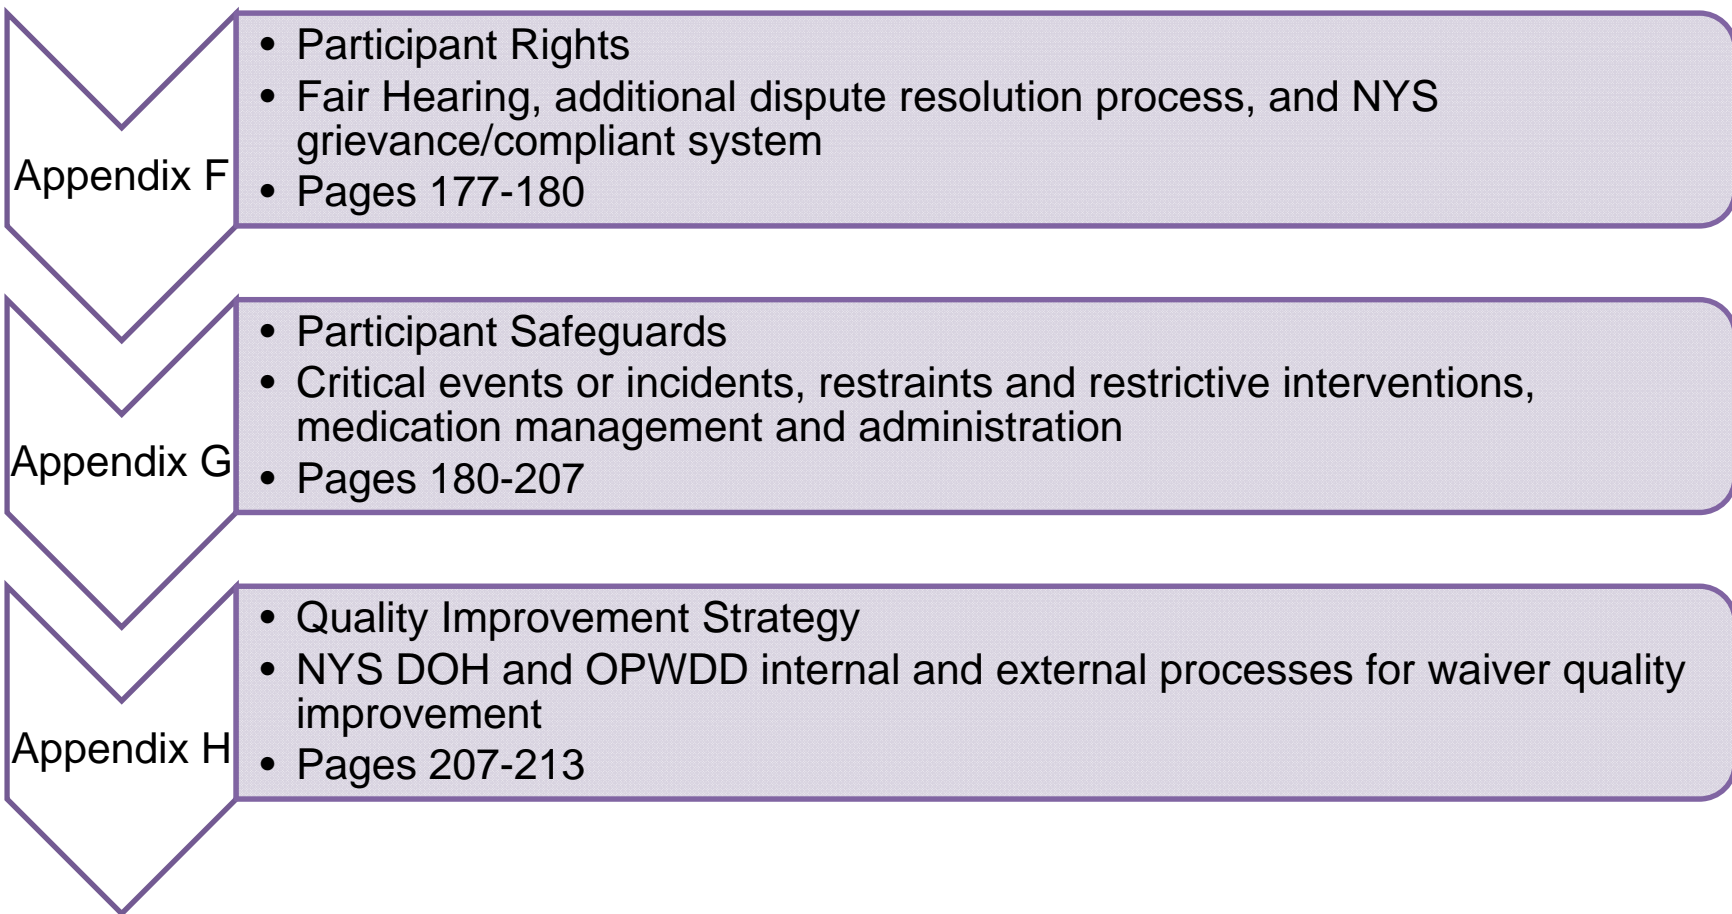 Appendix F
• Participant Rights
• Fair Hearing, additional dispute resolution process, and NYS
grievance/compliant system
• Pages 177-180
Appendix G
• Participant Safeguards
• Critical events or incidents, restraints and restrictive interventions,
medication management and administration
• Pages 180-207
Appendix H
• Quality Improvement Strategy
• NYS DOH and OPWDD internal and external processes for waiver quality
improvement
• Pages 207-213